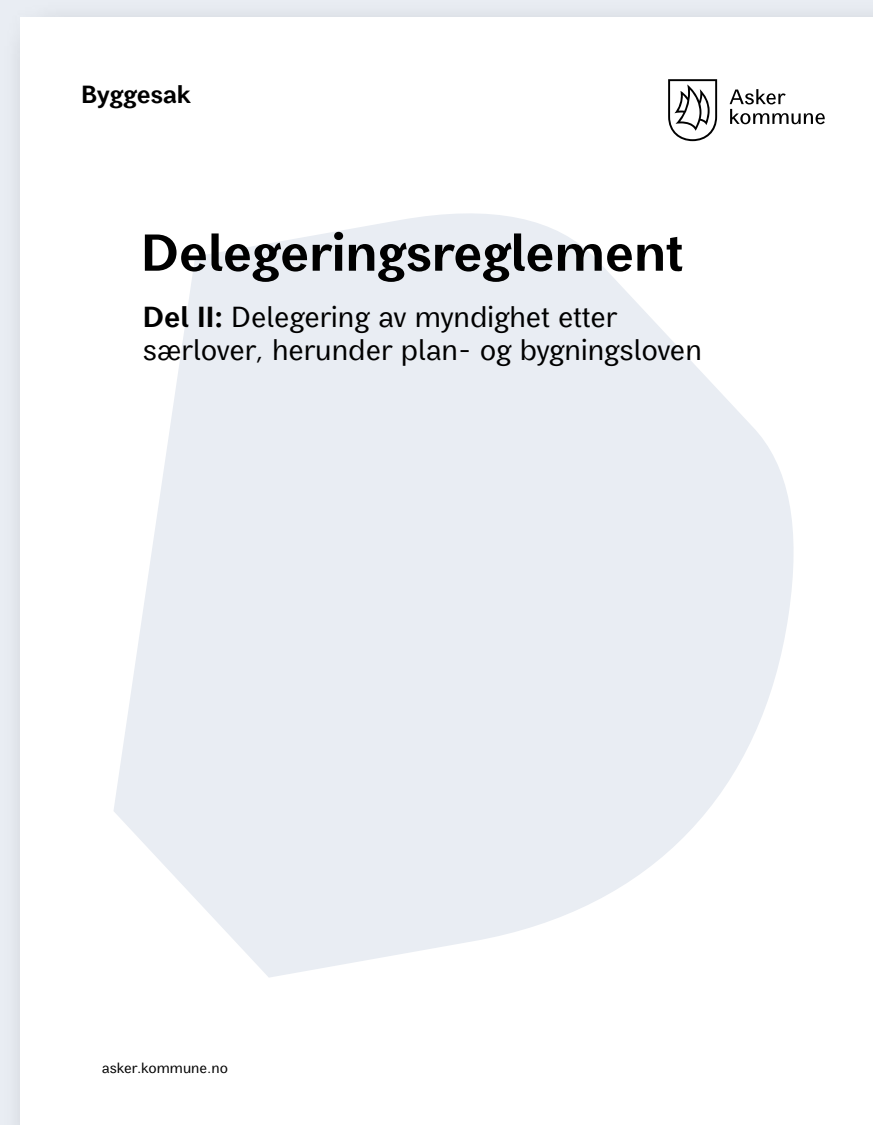 Byggesak
Asker
kommune
Delegeringsreglement
Del II: Delegering av myndighet etter
særlover, herunder plan- og bygningsloven
asker.kommune.no